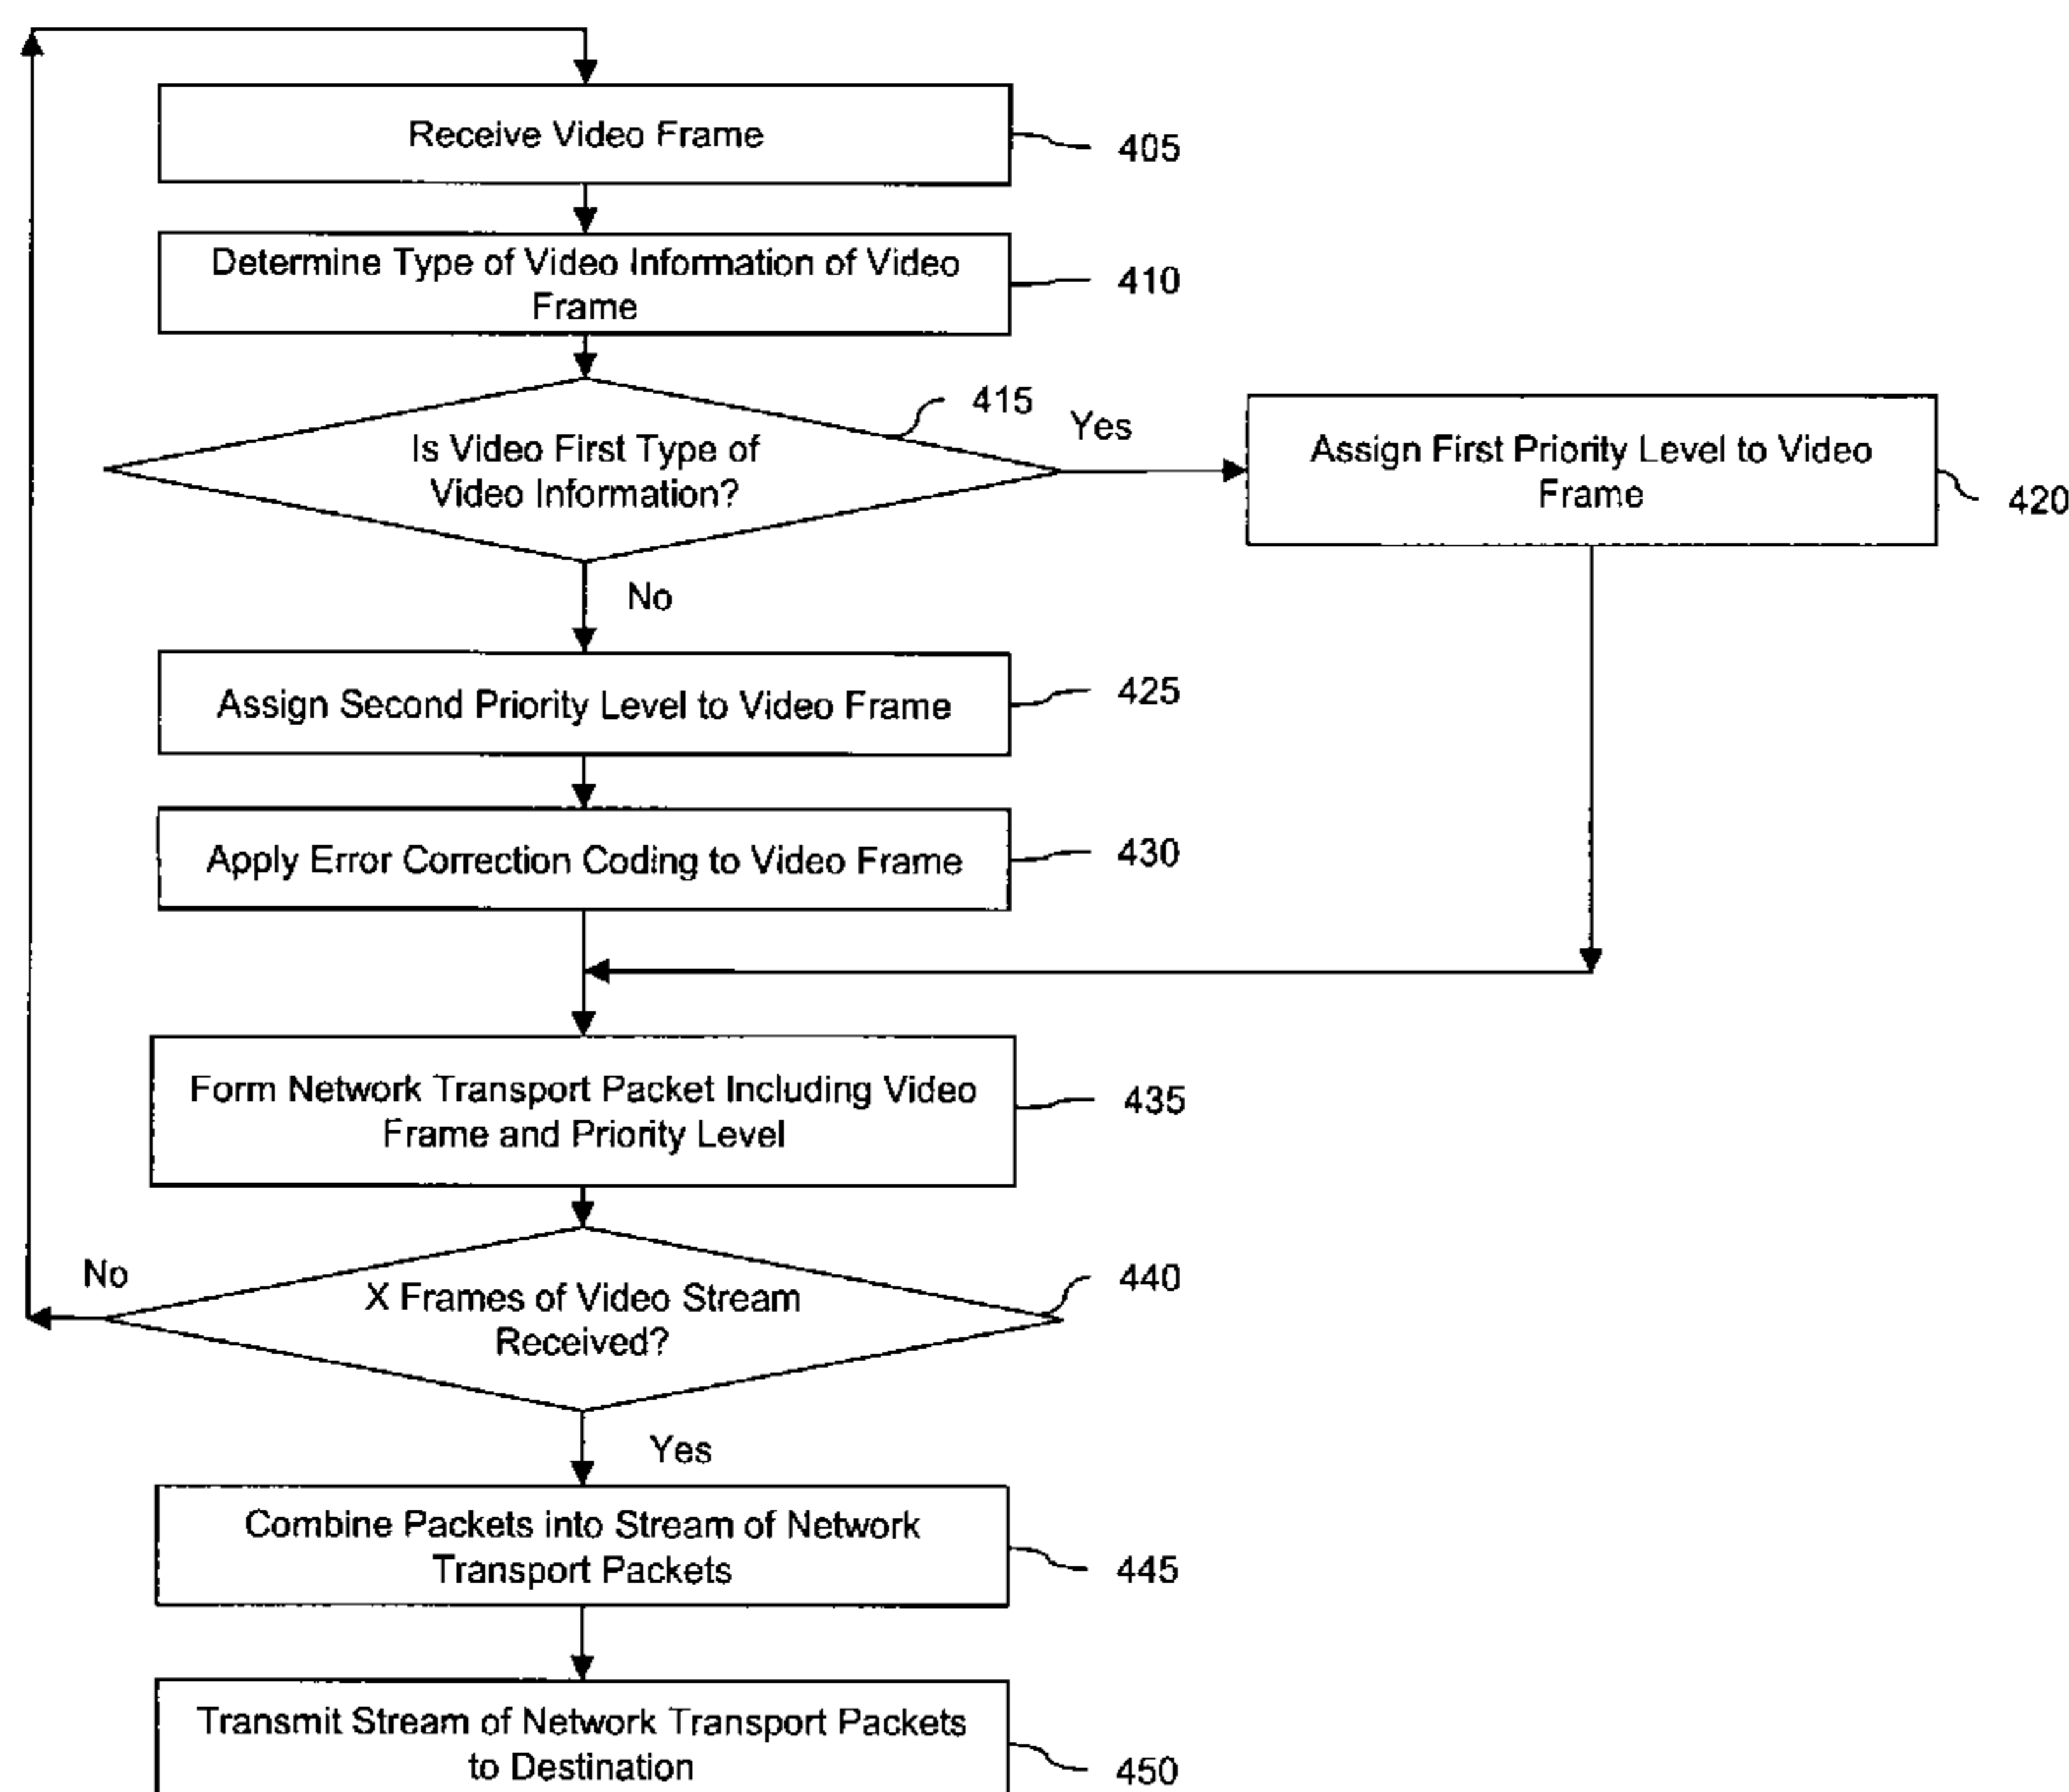 Receive Video Frame
405
Determine Type of Video Information of Video
Frame
410
415
Is Video First Type of
Video Information?
Yes
Assign First Priority Level to Video
Frame
420
No
Assign Second Priority Level to Video Frame
425
Apply Error Correction Coding to Video Frame
430
Form Network Transport Packet Including Video
Frame and Priority Level
435
No
X Frames of Video Stream
Received?
440
Yes
Combine Packets into Stream of Network
Transport Packets
445
Transmit Stream of Network Transport Packets
to Destination
450